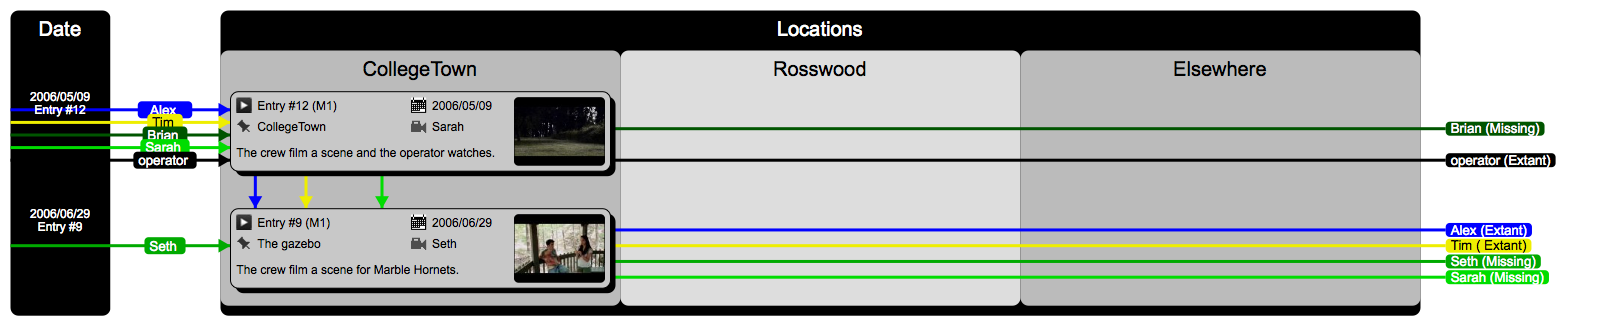 Date
Locations
CollegeTown
Rosswood
Elsewhere
2006/05/09
Entry #12
Alex
Tim
Brian
Sarah
operator
Entry #12 (M1)
2006/05/09
CollegeTown
Sarah
The crew film a scene and the operator watches.
Brian (Missing)
operator (Extant)
2006/06/29
Entry #9
Seth
Entry #9 (M1)
2006/06/29
The gazebo
Seth
The crew film a scene for Marble Hornets.
Alex (Extant)
Tim ( Extant)
Seth (Missing)
Sarah (Missing)